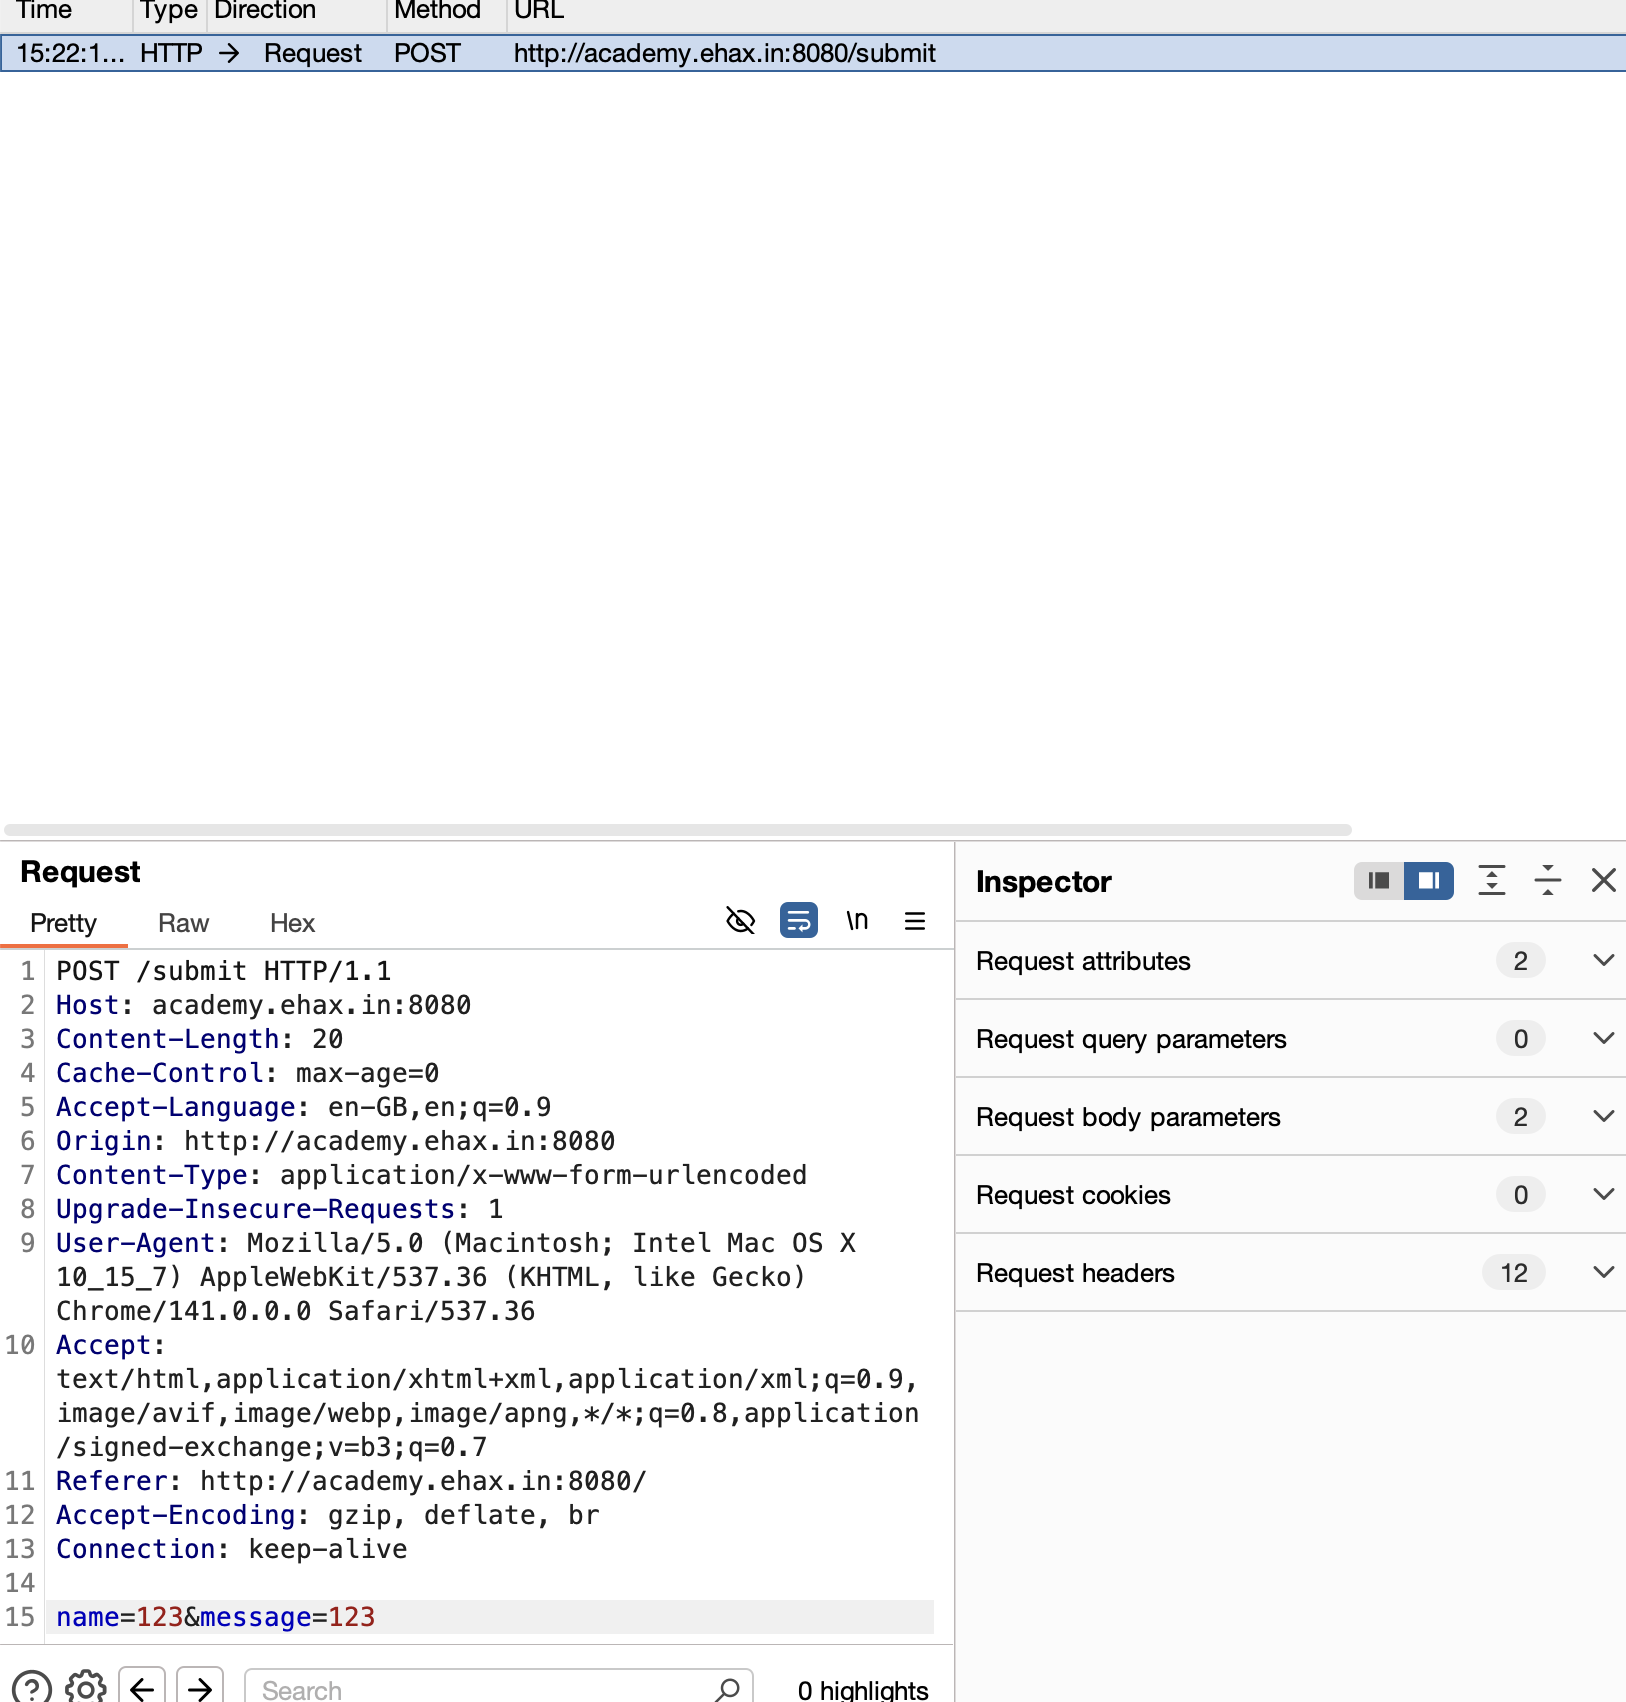 Time Type Direction Method URL
15:22:1... HTTP → Request POST http://academy.ehax.in:8080/submit
Request
Pretty Raw Hex \n
1 POST /submit HTTP/1.1
2 Host: academy.ehax.in:8080
3 Content-Length: 20
4 Cache-Control: max-age=0
5 Accept-Language: en-GB,en;q=0.9
6 Origin: http://academy.ehax.in:8080
7 Content-Type: application/x-www-form-urlencoded
8 Upgrade-Insecure-Requests: 1
9 User-Agent: Mozilla/5.0 (Macintosh; Intel Mac OS X
10_15_7) AppleWebKit/537.36 (KHTML, like Gecko)
Chrome/141.0.0.0 Safari/537.36
10 Accept:
text/html,application/xhtml+xml,application/xml;q=0.9,
image/avif,image/webp,image/apng,*/*;q=0.8,application
/signed-exchange;v=b3;q=0.7
11 Referer: http://academy.ehax.in:8080/
12 Accept-Encoding: gzip, deflate, br
13 Connection: keep-alive
14
15 name=123&message=123
Search
0 highlights
Inspector
Request attributes 2
Request query parameters 0
Request body parameters 2
Request cookies 0
Request headers 12